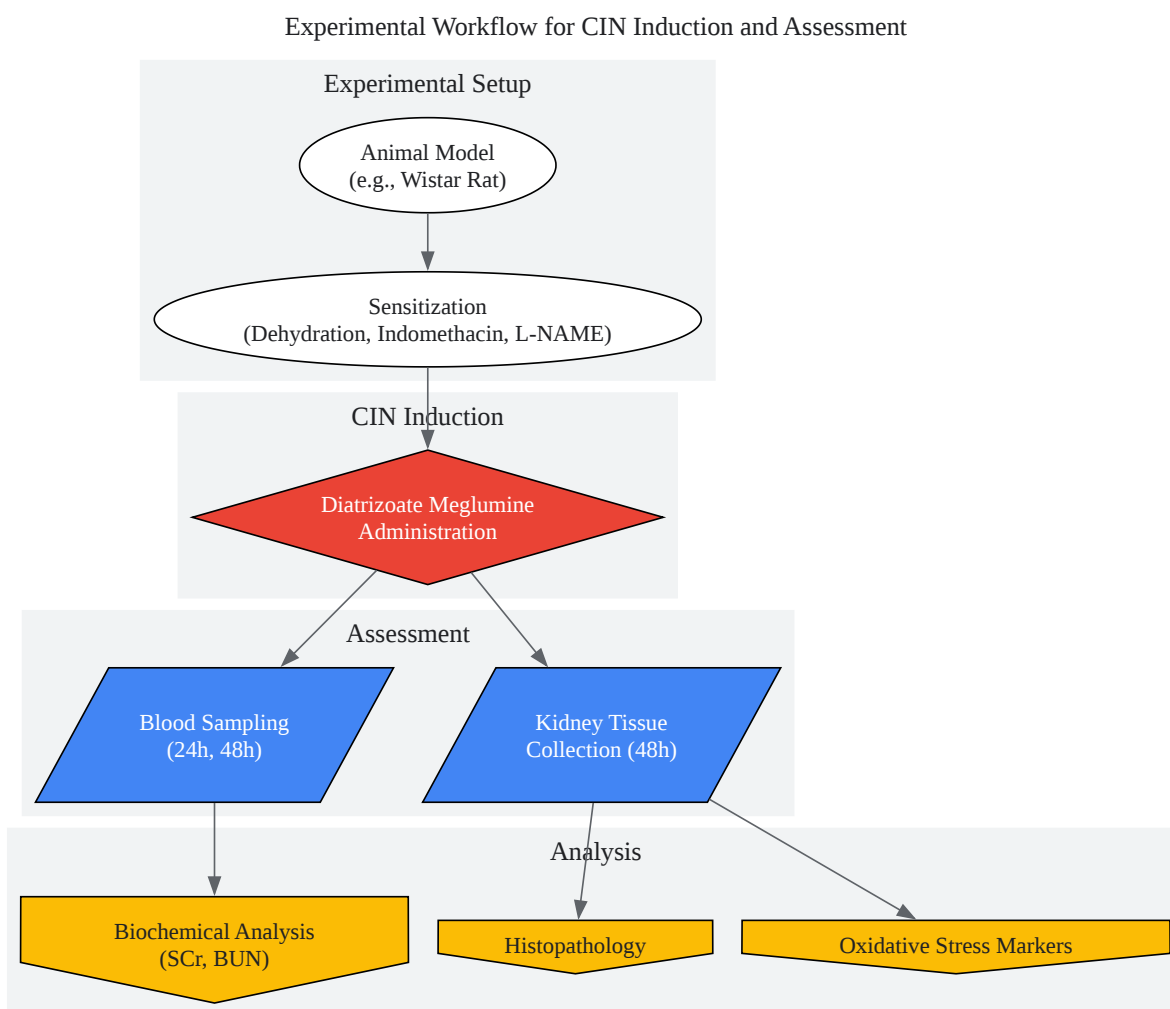 Experimental Workflow for CIN Induction and Assessment
Experimental Setup
Animal Model
(e.g., Wistar Rat)
Sensitization
(Dehydration, Indomethacin, L-NAME)
CIN Induction
Diatrizoate Meglumine
Administration
Assessment
Blood Sampling
(24h, 48h)
Kidney Tissue
Collection (48h)
Analysis
Biochemical Analysis
(SCr, BUN)
Histopathology
Oxidative Stress Markers